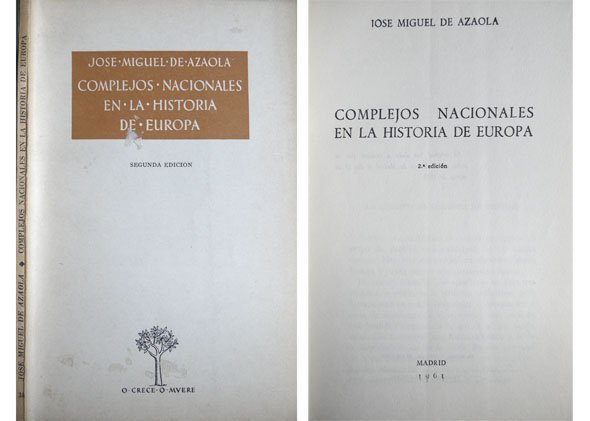 JOSE MIGUEL DE AZAOLA ◆ COMPLEJOS NACIONALES EN LA HISTORIA DE EUROPA
JOSE·MIGUEL·DE·AZAOLA
COMPLEJOS·NACIONALES
EN·LA·HISTORIA
DE·EUROPA
SEGUNDA EDICION
O·CRECE·O·MVERE
JOSE MIGUEL DE AZAOLA
COMPLEJOS NACIONALES
EN LA HISTORIA DE EUROPA
2.ª edición
MADRID
1961